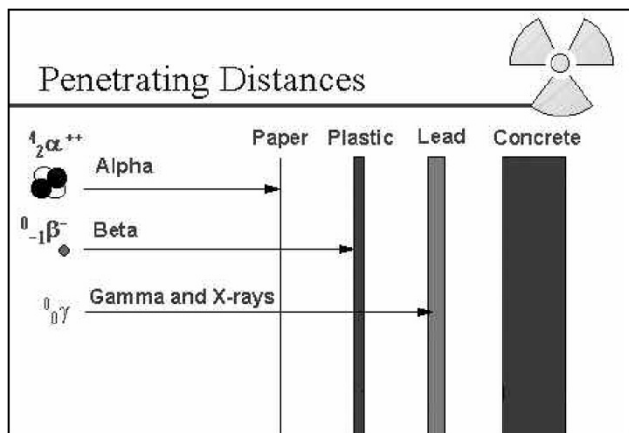 Penetrating Distances
Paper Plastic Lead Concrete
⁴₂α⁺⁺ Alpha
⁰₋₁β⁻ Beta
⁰₀γ Gamma and X-rays